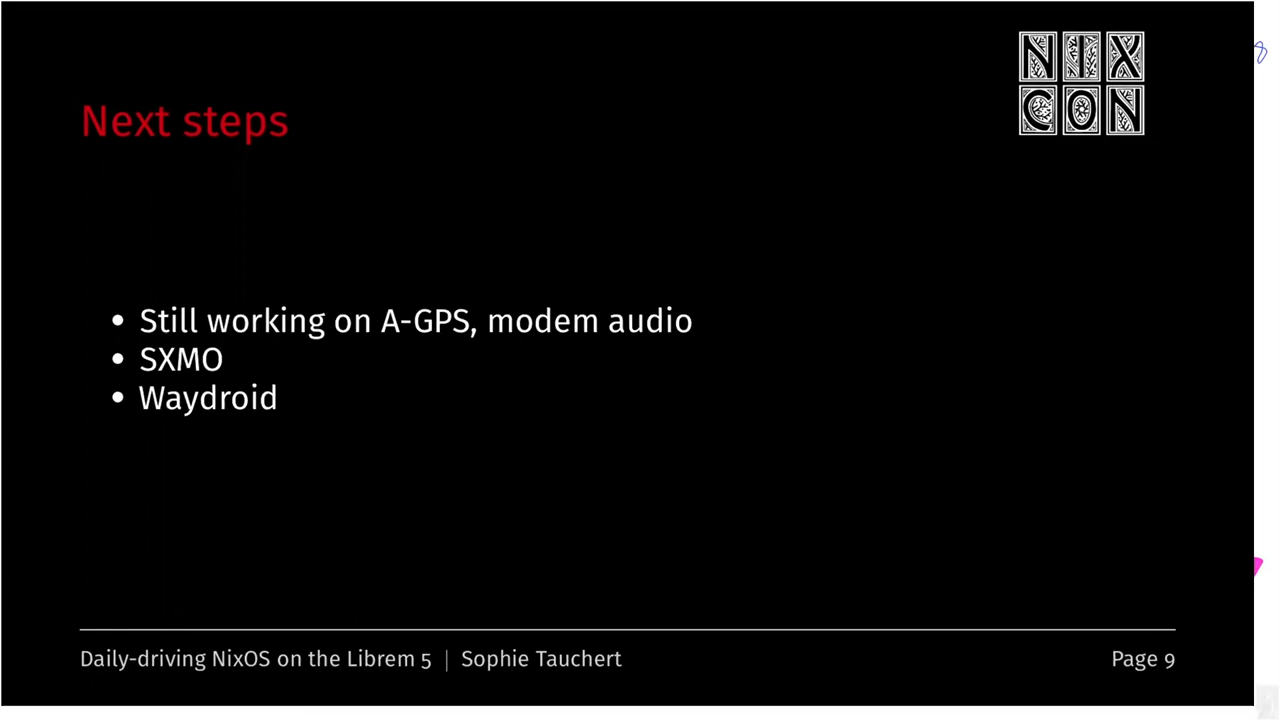 NIX
CON
Next steps
• Still working on A-GPS, modem audio
• SXMO
• Waydroid
Daily-driving NixOS on the Librem 5 | Sophie Tauchert
Page 9